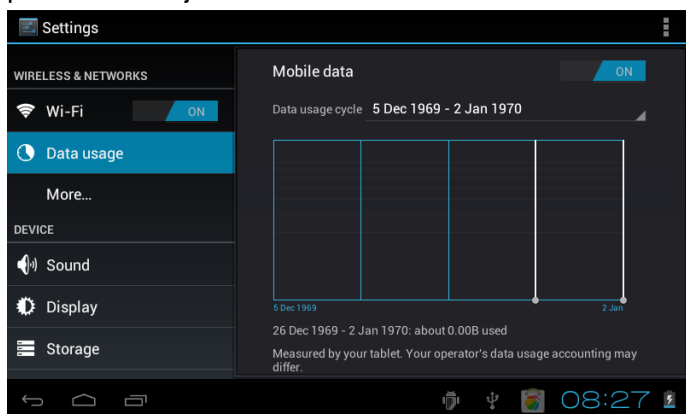 Settings
WIRELESS & NETWORKS
Wi-Fi ON
Data usage
More...
DEVICE
Sound
Display
Storage
Mobile data ON
Data usage cycle 5 Dec 1969 - 2 Jan 1970
5 Dec 1969 2 Jan
26 Dec 1969 - 2 Jan 1970: about 0.00B used
Measured by your tablet. Your operator's data usage accounting may
differ.
08:27